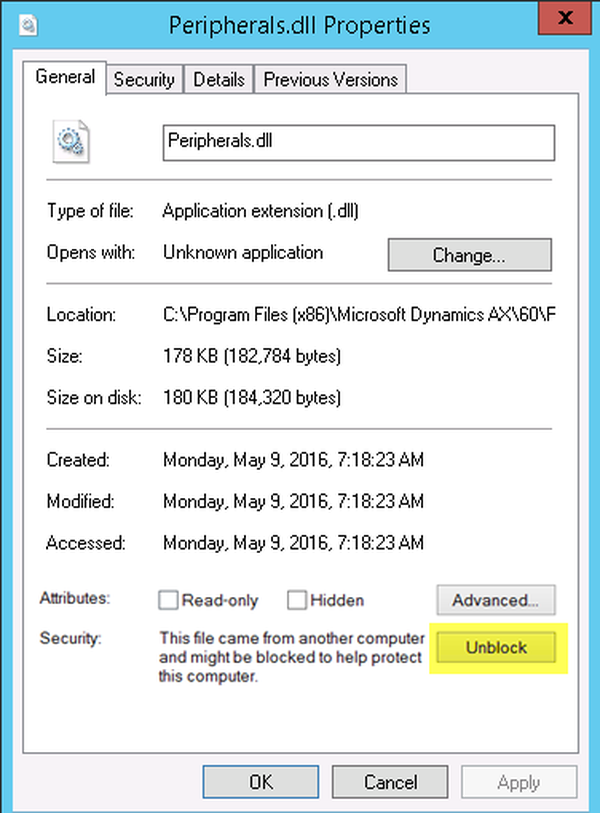 Peripherals.dll Properties
X
General Security Details Previous Versions
Peripherals.dll
Type of file: Application extension (.dll)
Opens with: Unknown application Change...
Location: C:\Program Files (x86)\Microsoft Dynamics AX\60\F
Size: 178 KB (182,784 bytes)
Size on disk: 180 KB (184,320 bytes)
Created: Monday, May 9, 2016, 7:18:23 AM
Modified: Monday, May 9, 2016, 7:18:23 AM
Accessed: Monday, May 9, 2016, 7:18:23 AM
Attributes: Read-only Hidden Advanced...
Security: This file came from another computer
and might be blocked to help protect
this computer.
Unblock
OK Cancel Apply